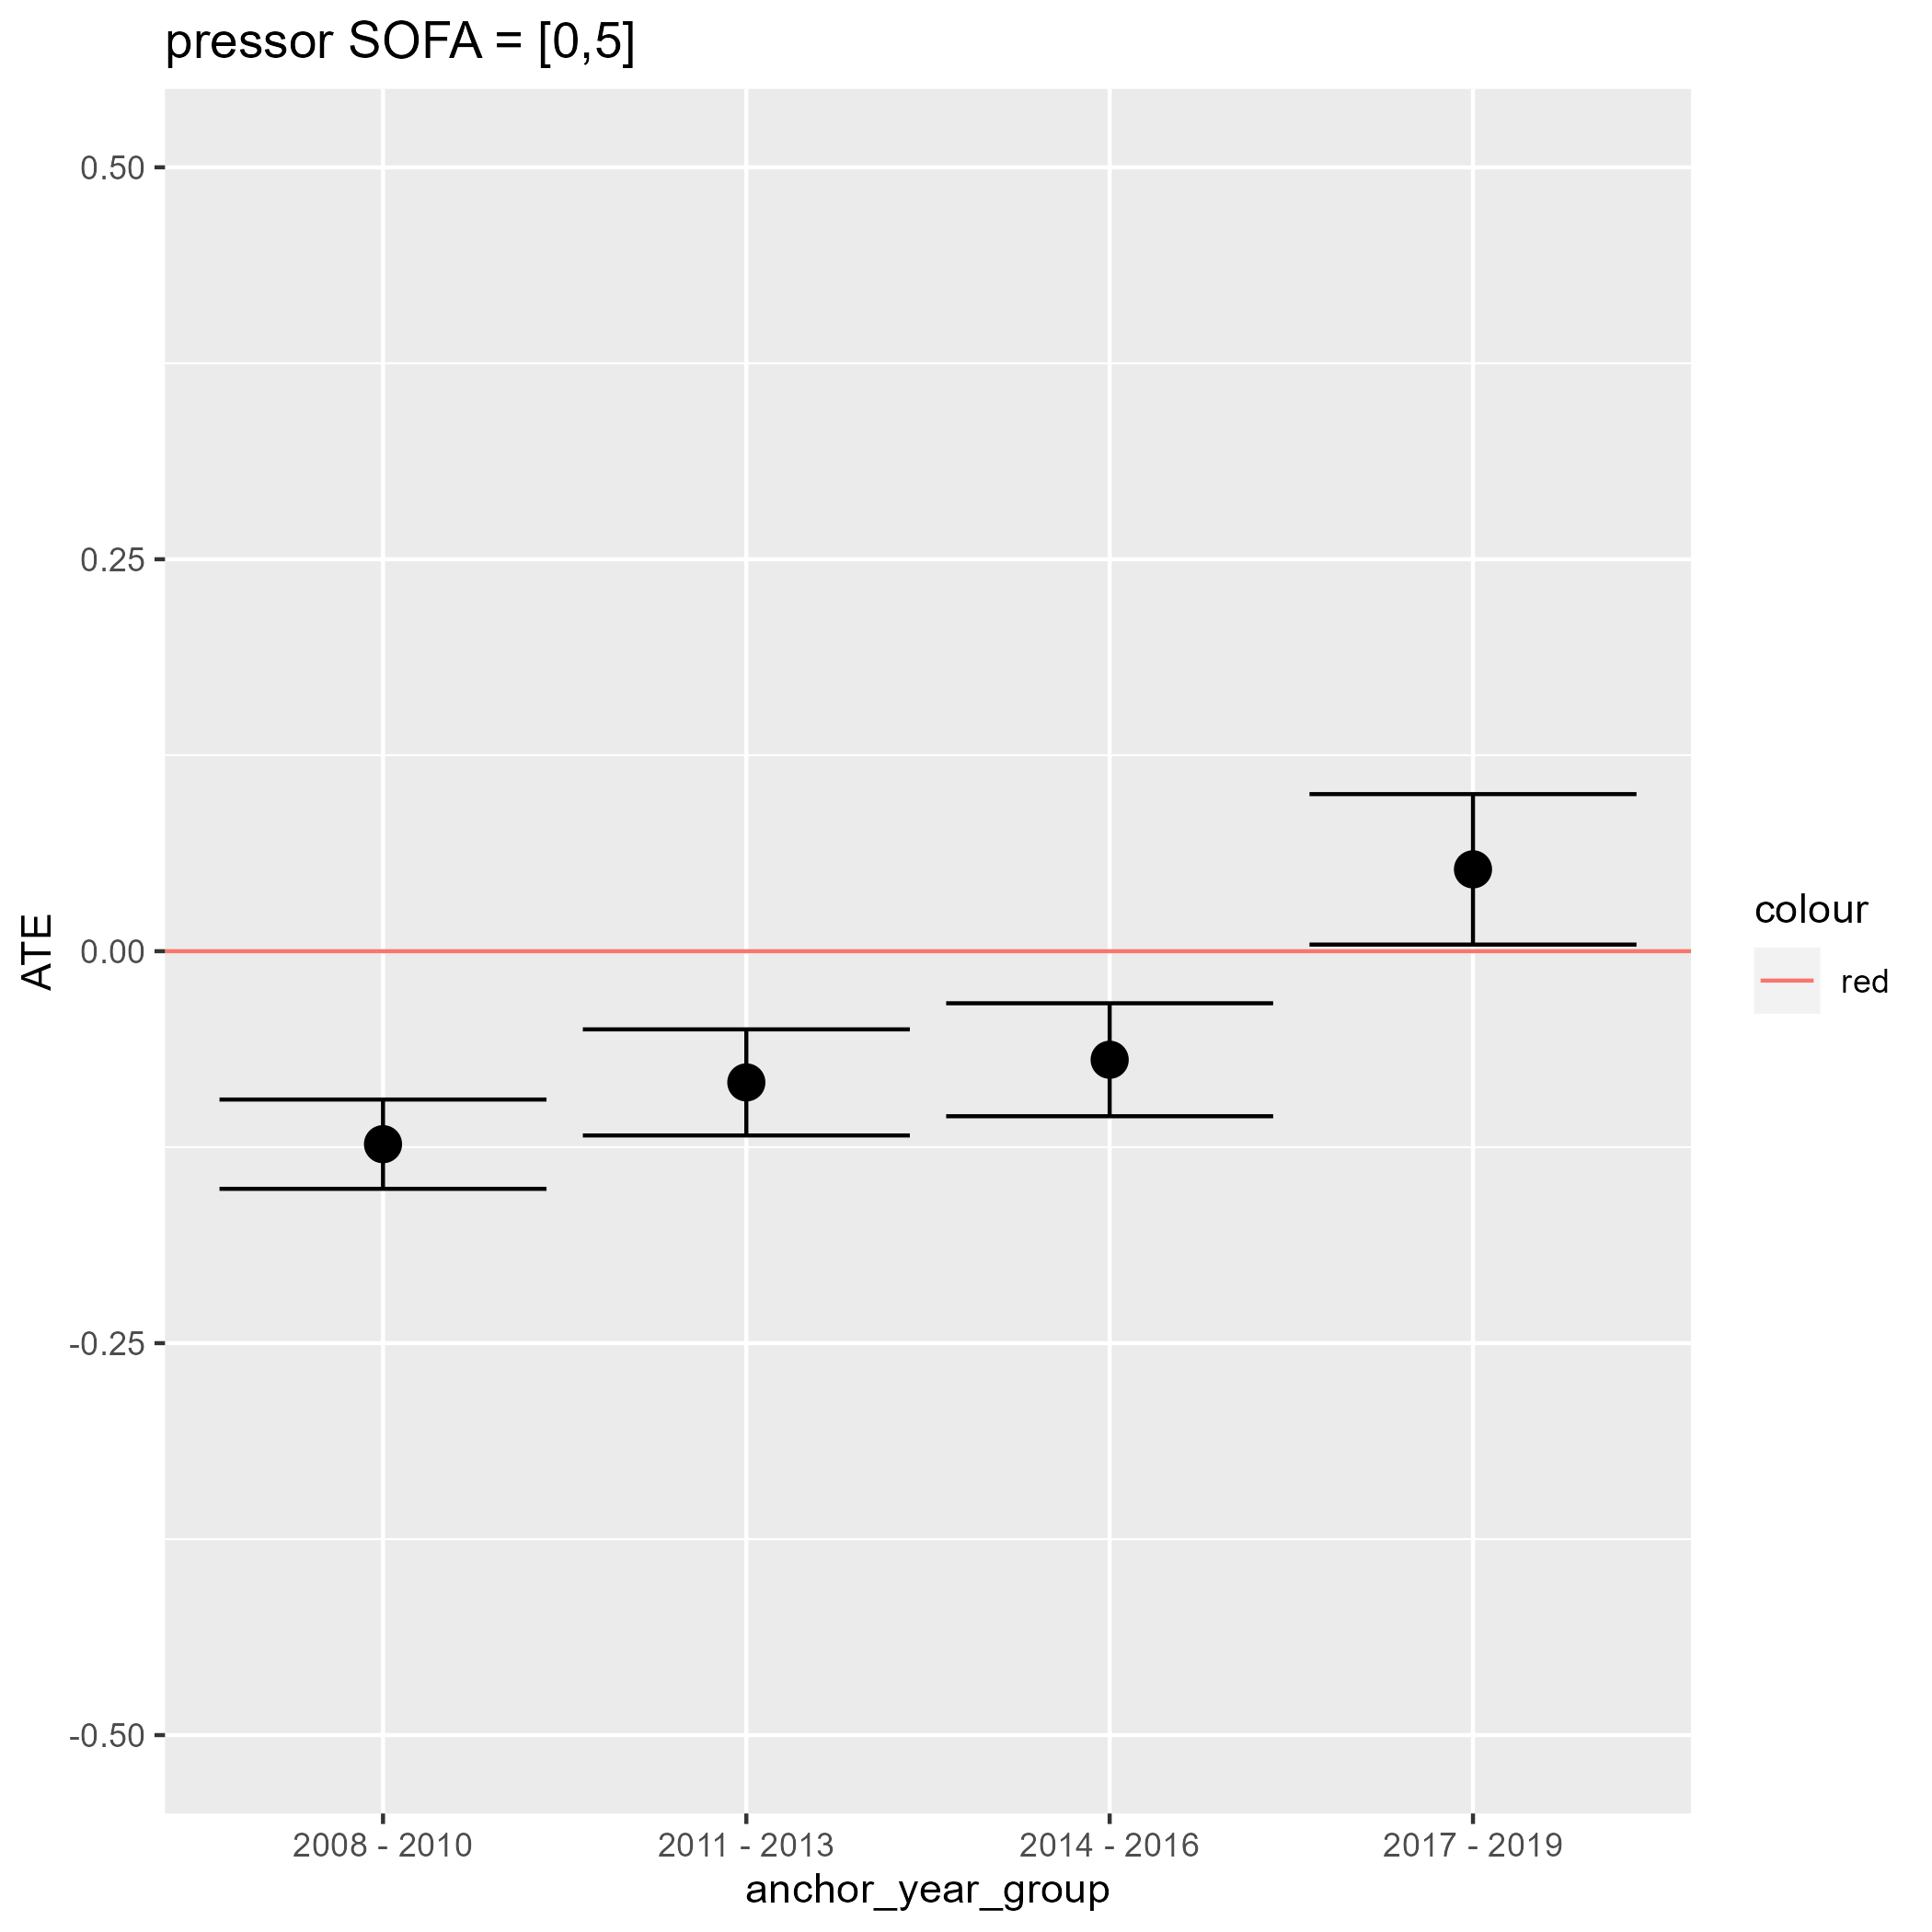 pressor SOFA = [0,5]
0.50
0.25
0.00
-0.25
-0.50
ATE
2008 - 2010
2011 - 2013
2014 - 2016
2017 - 2019
anchor_year_group
colour
red